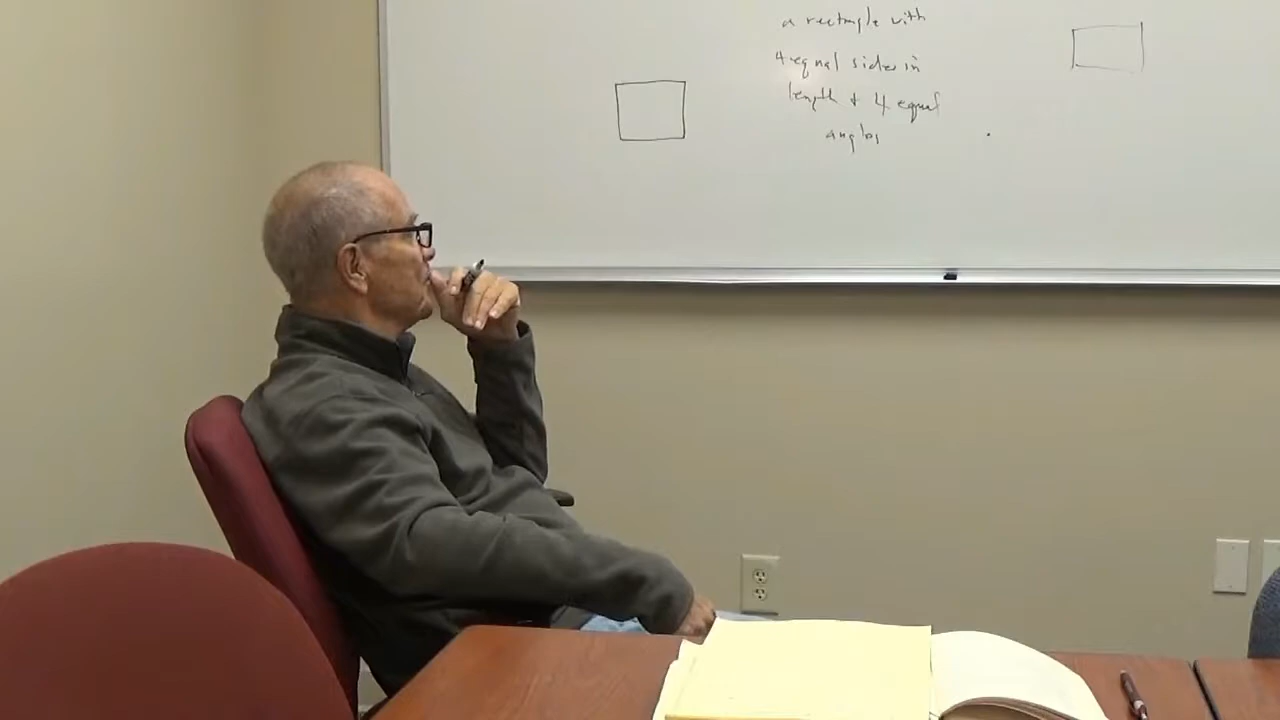 a rectangle with
4 equal sides in
length + 4 equal
angles